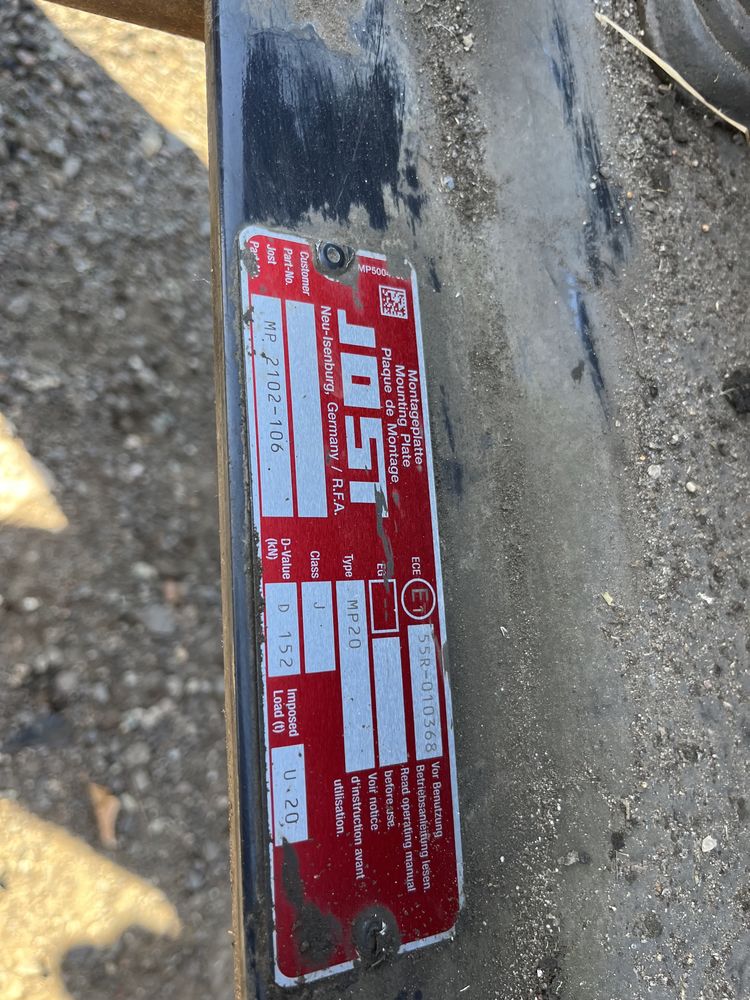 MP500
Montageplatte
Mounting Plate
Plaque de Montage
JOST
Neu-Isenburg, Germany / R.F.A.
Customer
Part-No.
Jost
MP 2102-106
ECE
E1
55R-010368
EG
Type
MP20
Class
J
D-Value
(kN)
D 152
Imposed
Load (t)
U 20
Vor Benutzung
Betriebsanleitung lesen.
Read operating manual
before use.
Voir notice
d'instruction avant
utilisation.